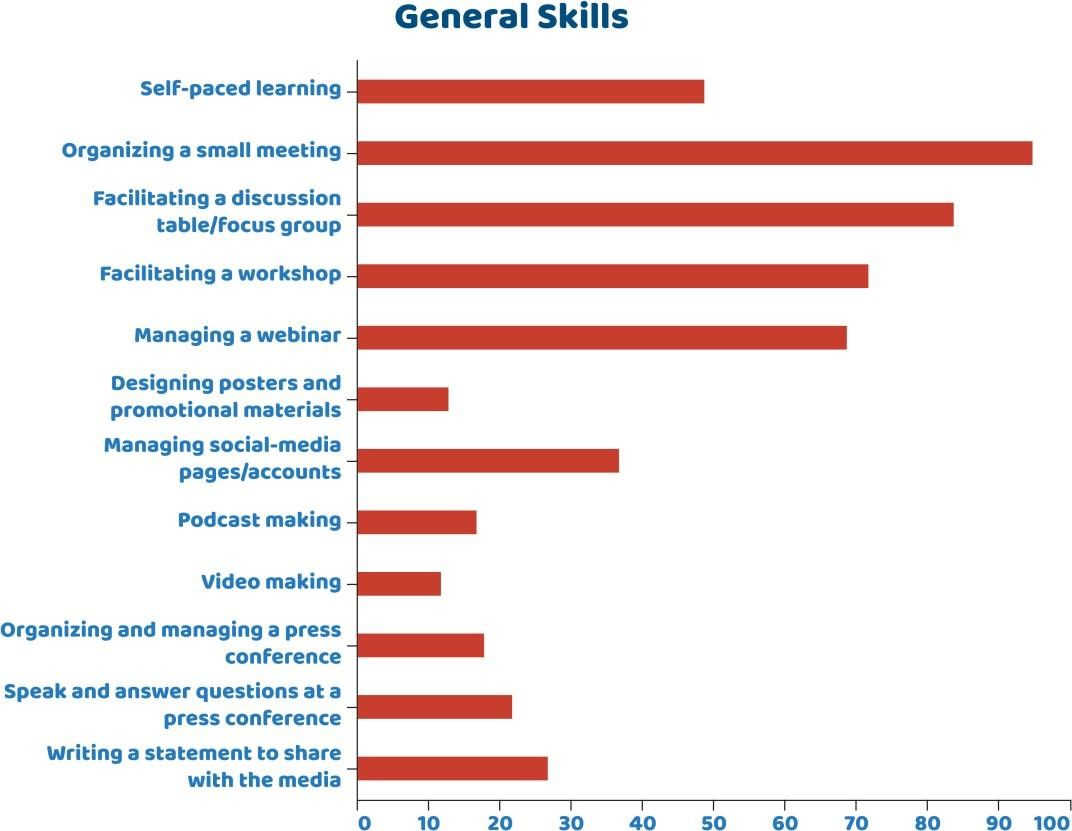 General Skills
Self-paced learning
Organizing a small meeting
Facilitating a discussion
table/focus group
Facilitating a workshop
Managing a webinar
Designing posters and
promotional materials
Managing social-media
pages/accounts
Podcast making
Video making
Organizing and managing a press
conference
Speak and answer questions at a
press conference
Writing a statement to share
with the media
0 10 20 30 40 50 60 70 80 90 100